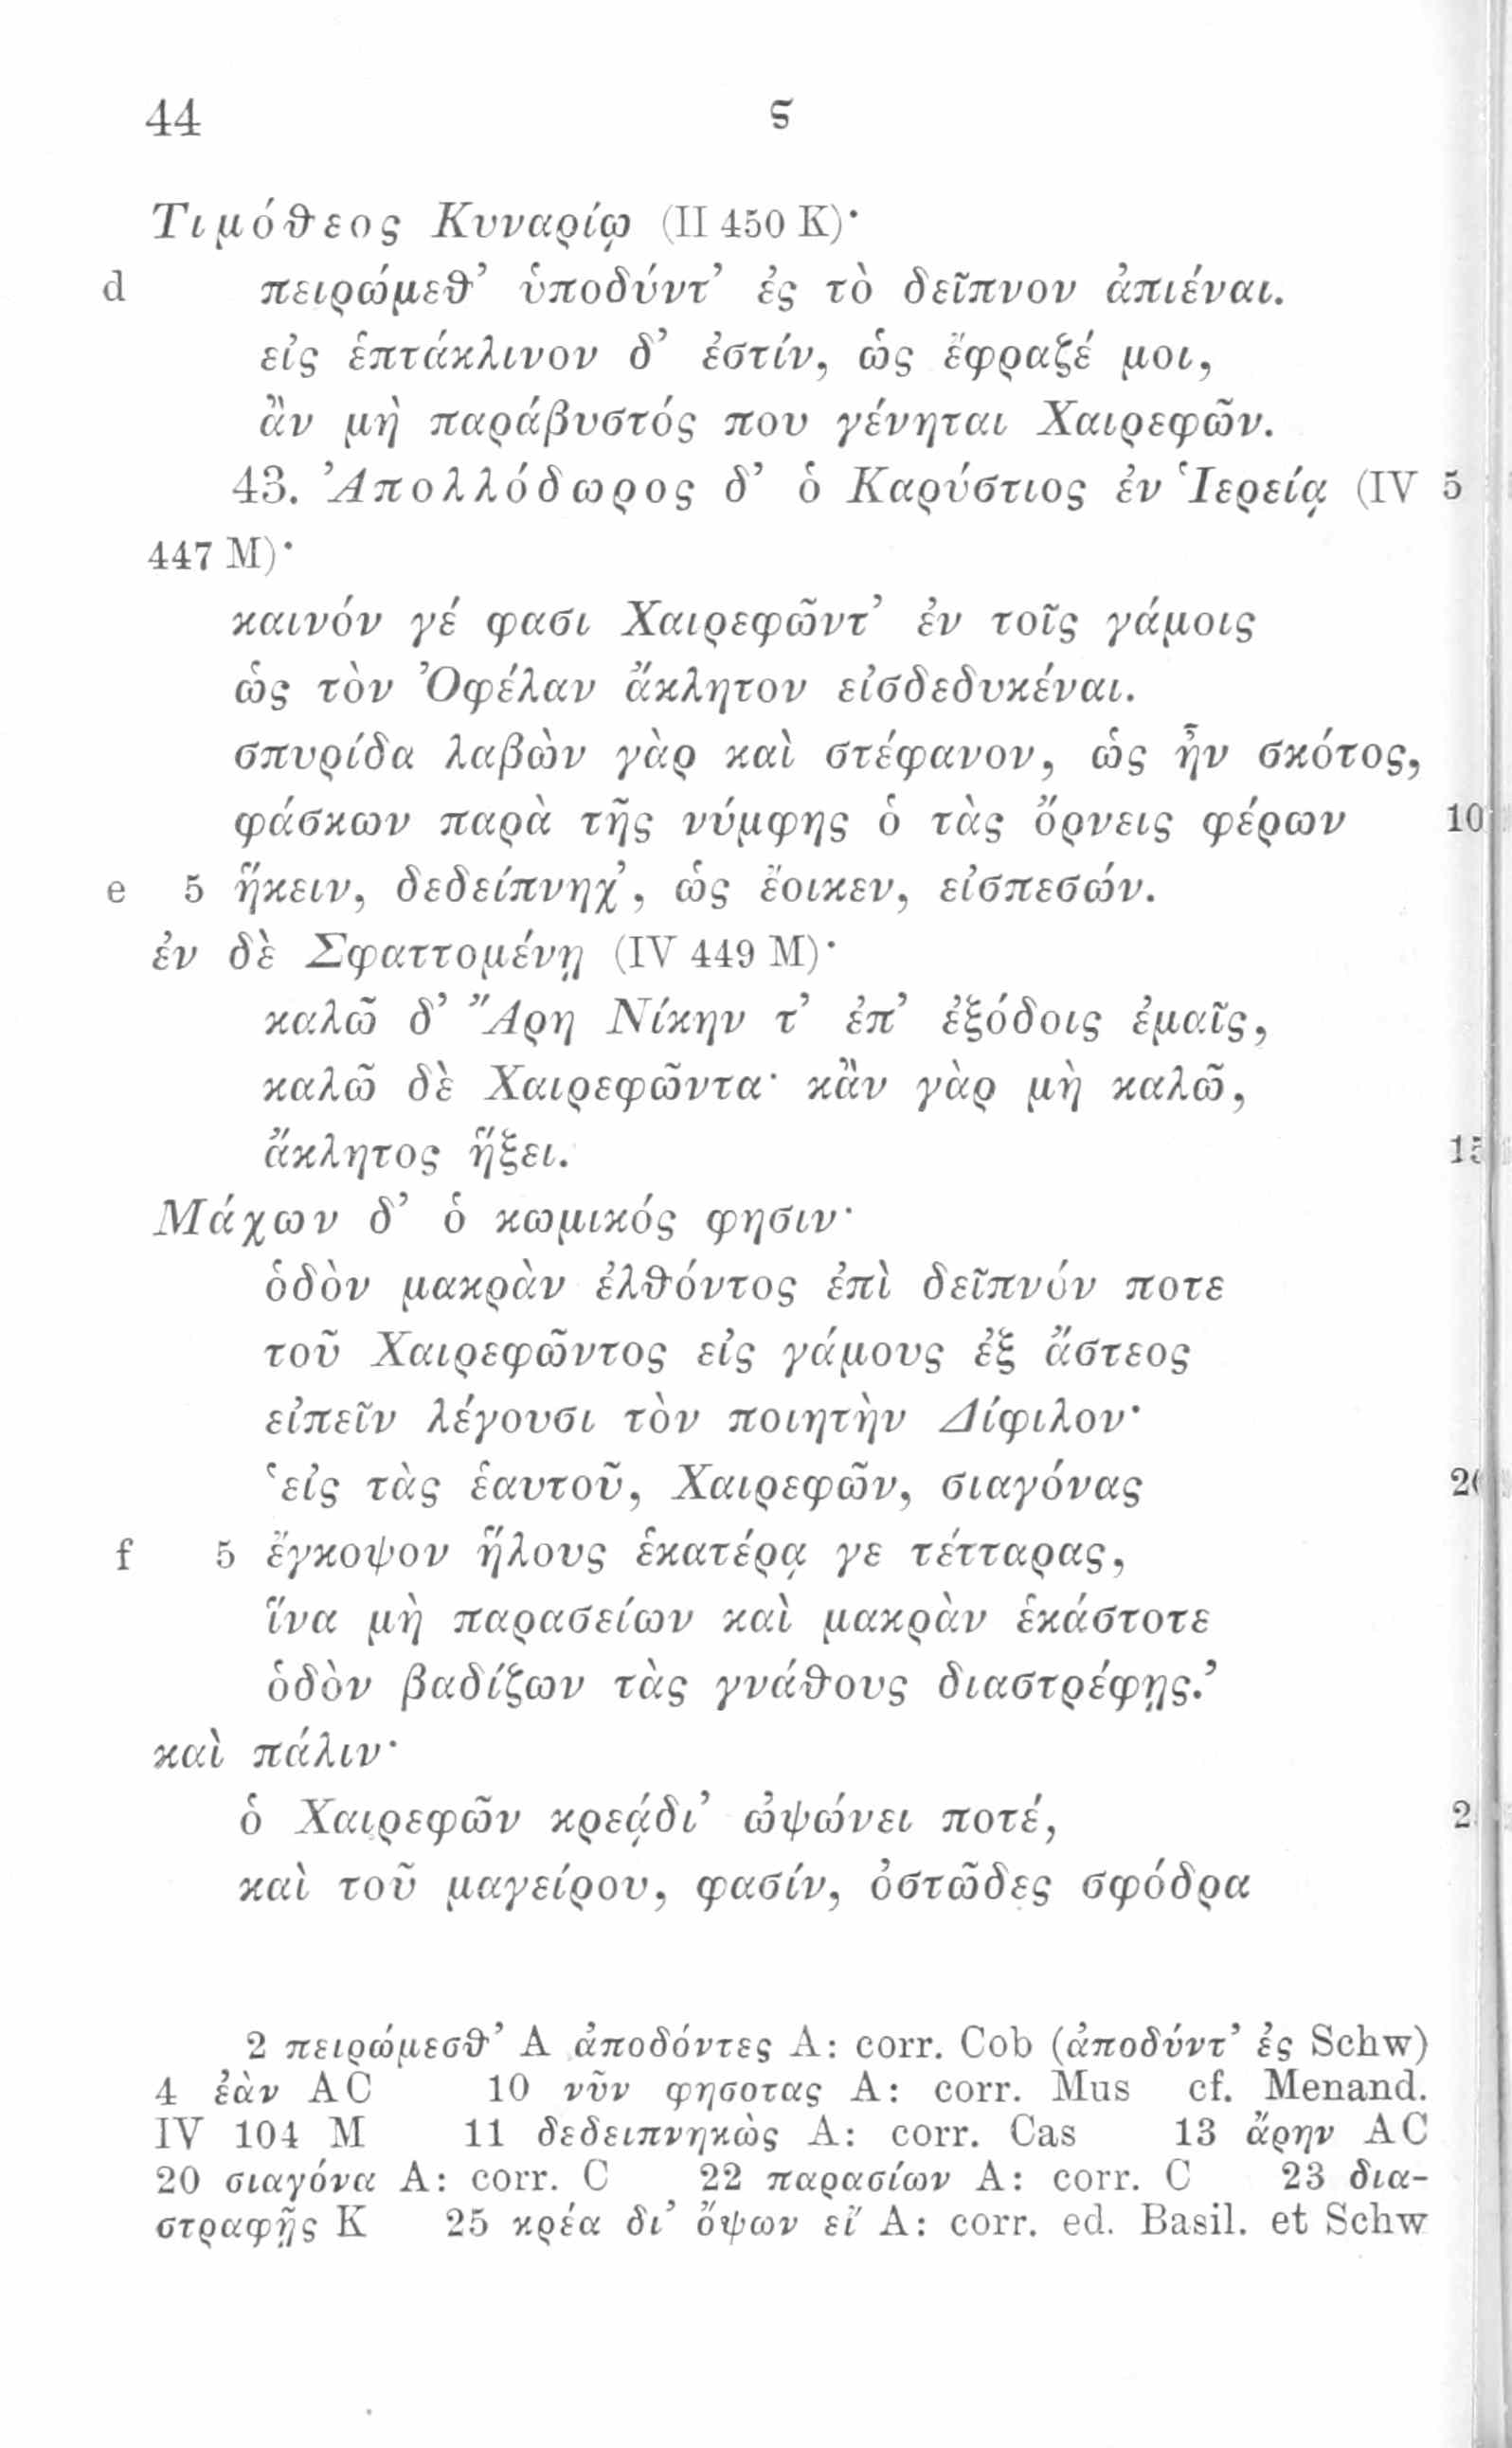 44 ϛ
Τιμόθεος Κυναρίῳ (II 450 K)·
d πειρώμεθ’ ὑποδύντ’ ἐς τὸ δεῖπνον ἀπιέναι.
εἰς ἑπτάκλινον δ’ ἐστίν, ὡς ἔφραζέ μοι,
ἂν μὴ παράβυστός που γένηται Χαιρεφῶν.
43. Ἀπολλόδωρος δ’ ὁ Καρύστιος ἐν Ἱερείᾳ (IV 5
447 M)·
καινόν γέ φασι Χαιρεφῶντ’ ἐν τοῖς γάμοις
ὡς τὸν Ὀφέλαν ἄκλητον εἰσδεδυκέναι.
σπυρίδα λαβὼν γὰρ καὶ στέφανον, ὡς ἦν σκότος,
φάσκων παρὰ τῆς νύμφης ὁ τὰς ὄρνεις φέρων 10
e 5 ἥκειν, δεδείπνηχ’, ὡς ἔοικεν, εἰσπεσών.
ἐν δὲ Σφαττομένῃ (IV 449 M)·
καλῶ δ’ Ἄρη Νίκην τ’ ἐπ’ ἐξόδοις ἐμαῖς,
καλῶ δὲ Χαιρεφῶντα· κἂν γὰρ μὴ καλῶ,
ἄκλητος ἥξει. 15
Μάχων δ’ ὁ κωμικός φησιν·
ὁδὸν μακρὰν ἐλθόντος ἐπὶ δεῖπνόν ποτε
τοῦ Χαιρεφῶντος εἰς γάμους ἐξ ἄστεος
εἰπεῖν λέγουσι τὸν ποιητὴν Δίφιλον·
‘εἰς τὰς ἑαυτοῦ, Χαιρεφῶν, σιαγόνας 20
f 5 ἔγκοψον ἥλους ἑκατέρᾳ γε τέτταρας,
ἵνα μὴ παρασείων καὶ μακρὰν ἑκάστοτε
ὁδὸν βαδίζων τὰς γνάθους διαστρέφῃς.’
καὶ πάλιν·
ὁ Χαιρεφῶν κρεᾴδι’ ὠψώνει ποτέ, 2
καὶ τοῦ μαγείρου, φασίν, ὀστῶδες σφόδρα
2 πειρώμεσθ’ A ἀποδόντες A: corr. Cob (ἀποδύντ’ ἐς Schw)
4 ἐὰν AC 10 νῦν φησοτας A: corr. Mus cf. Menand.
IV 104 M 11 δεδειπνηκὼς A: corr. Cas 13 ἄρην AC
20 σιαγόνα A: corr. C 22 παρασίων A: corr. C 23 δια-
στραφῇς K 25 κρέα δι’ ὄψων εἴ A: corr. ed. Basil. et Schw